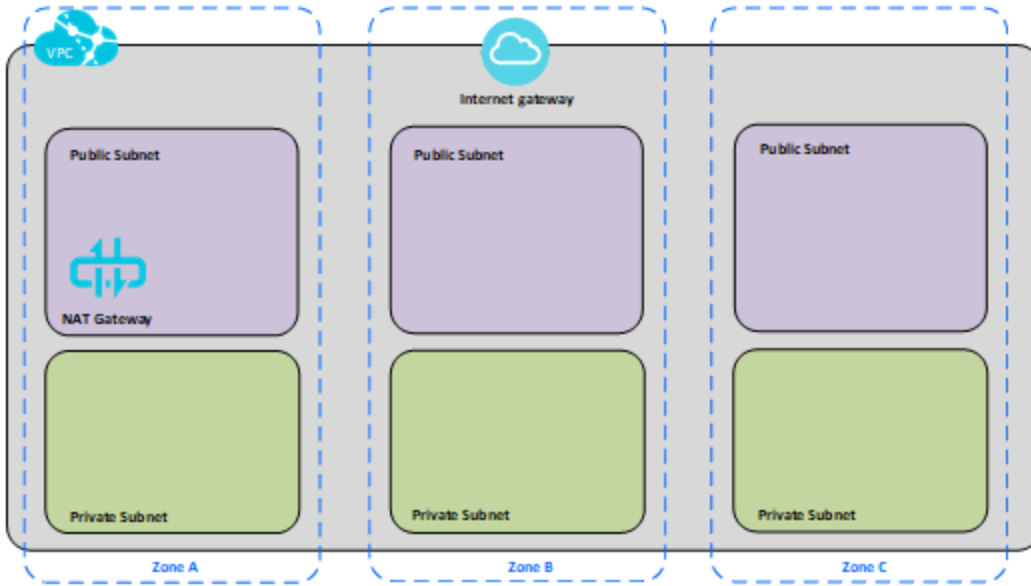 VPC
Internet gateway
Public Subnet
Public Subnet
Public Subnet
NAT Gateway
Private Subnet
Private Subnet
Private Subnet
Zone A
Zone B
Zone C